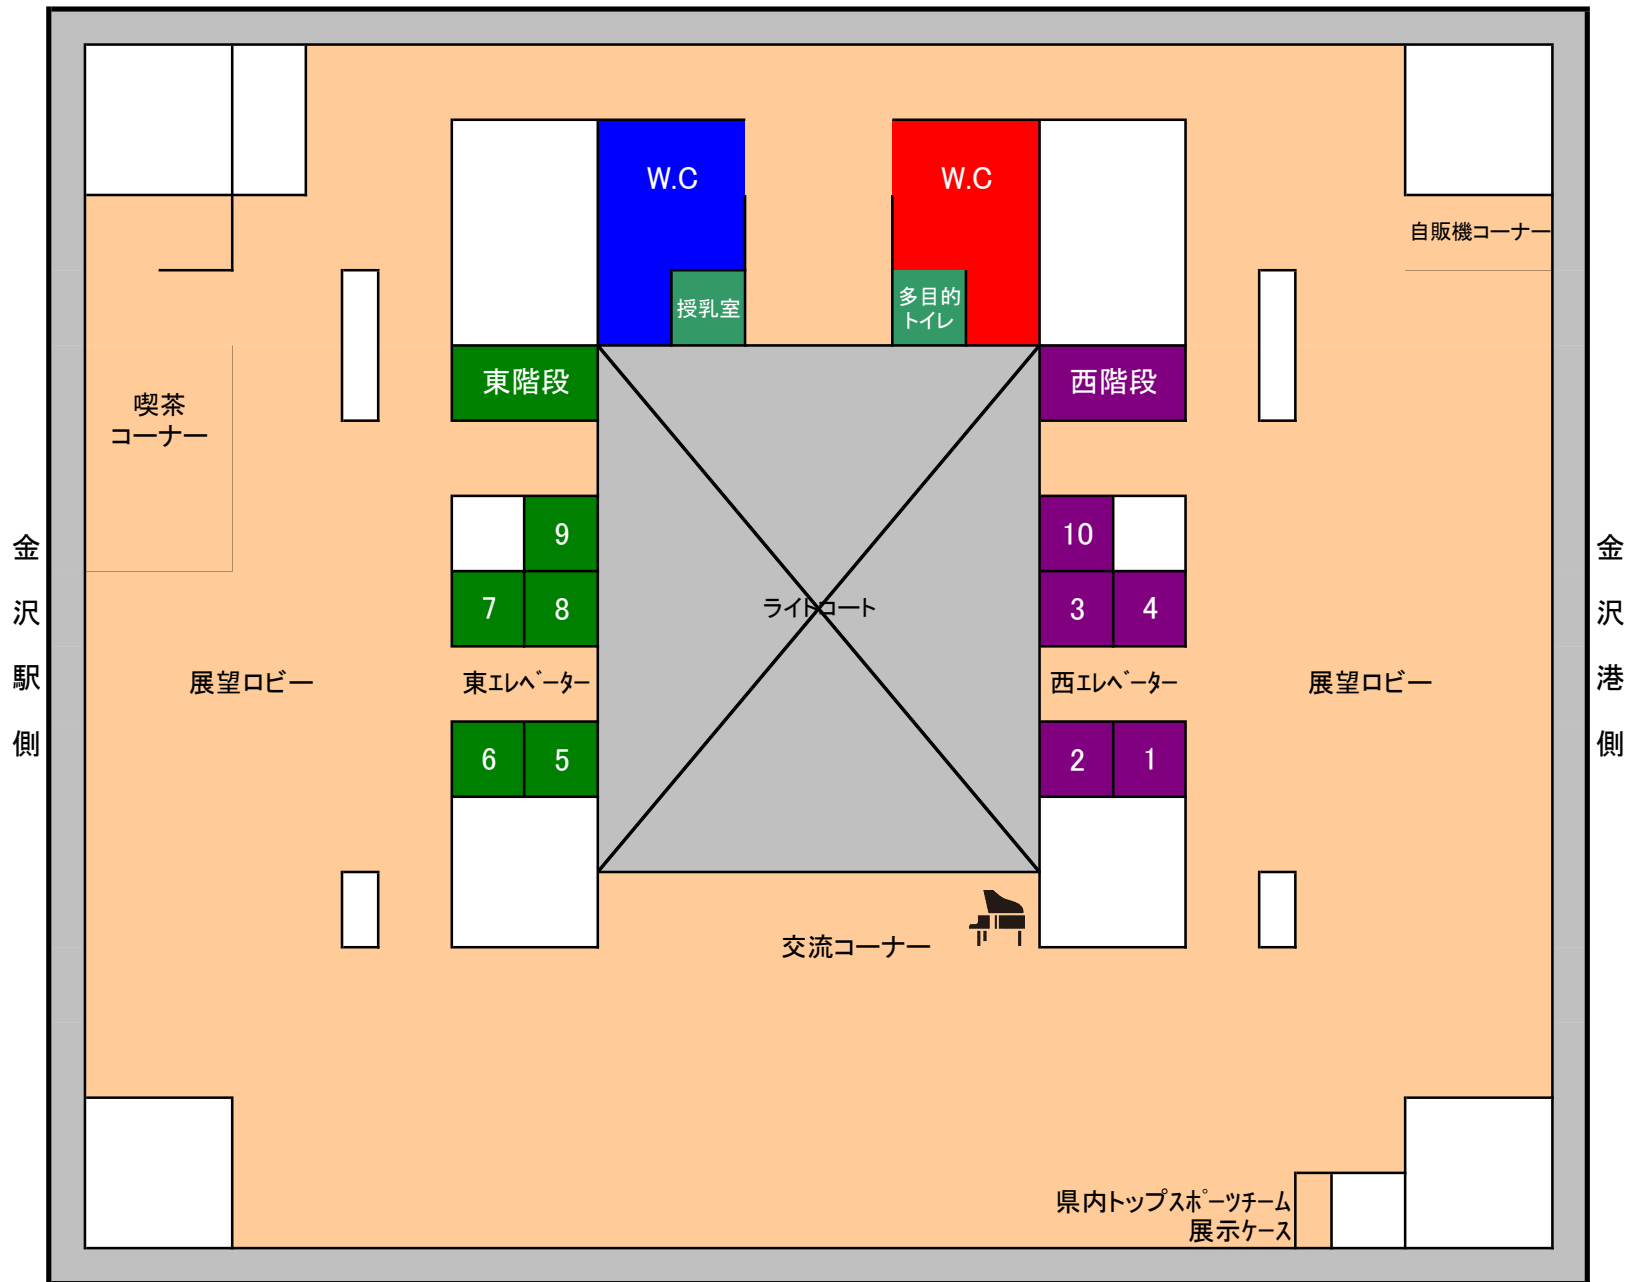 W.C
W.C
自販機コーナー
授乳室
多目的
トイレ
東階段
西階段
喫茶
コーナー
9
10
金沢駅側
金沢港側
7
8
ライトコート
3
4
展望ロビー
東エレベーター
西エレベーター
展望ロビー
6
5
2
1
交流コーナー
県内トップスポーツチーム
展示ケース